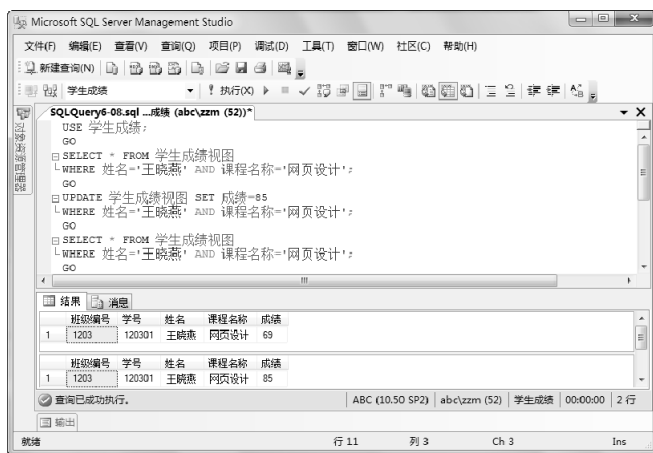 Microsoft SQL Server Management Studio
文件(F) 编辑(E) 查看(V) 查询(Q) 项目(P) 调试(D) 工具(T) 窗口(W) 社区(C) 帮助(H)
新建查询(N)
学生成绩 执行(X)
对象资源管理器
SQLQuery6-08.sql ...成绩 (abc\zzm (52))*
USE 学生成绩;
GO
SELECT * FROM 学生成绩视图
WHERE 姓名='王晓燕' AND 课程名称='网页设计';
GO
UPDATE 学生成绩视图 SET 成绩=85
WHERE 姓名='王晓燕' AND 课程名称='网页设计';
GO
SELECT * FROM 学生成绩视图
WHERE 姓名='王晓燕' AND 课程名称='网页设计';
GO
结果 消息
班级编号 学号 姓名 课程名称 成绩
1 1203 120301 王晓燕 网页设计 69
班级编号 学号 姓名 课程名称 成绩
1 1203 120301 王晓燕 网页设计 85
查询已成功执行。 ABC (10.50 SP2) abc\zzm (52) 学生成绩 00:00:00 2 行
输出
就绪 行 11 列 3 Ch 3 Ins